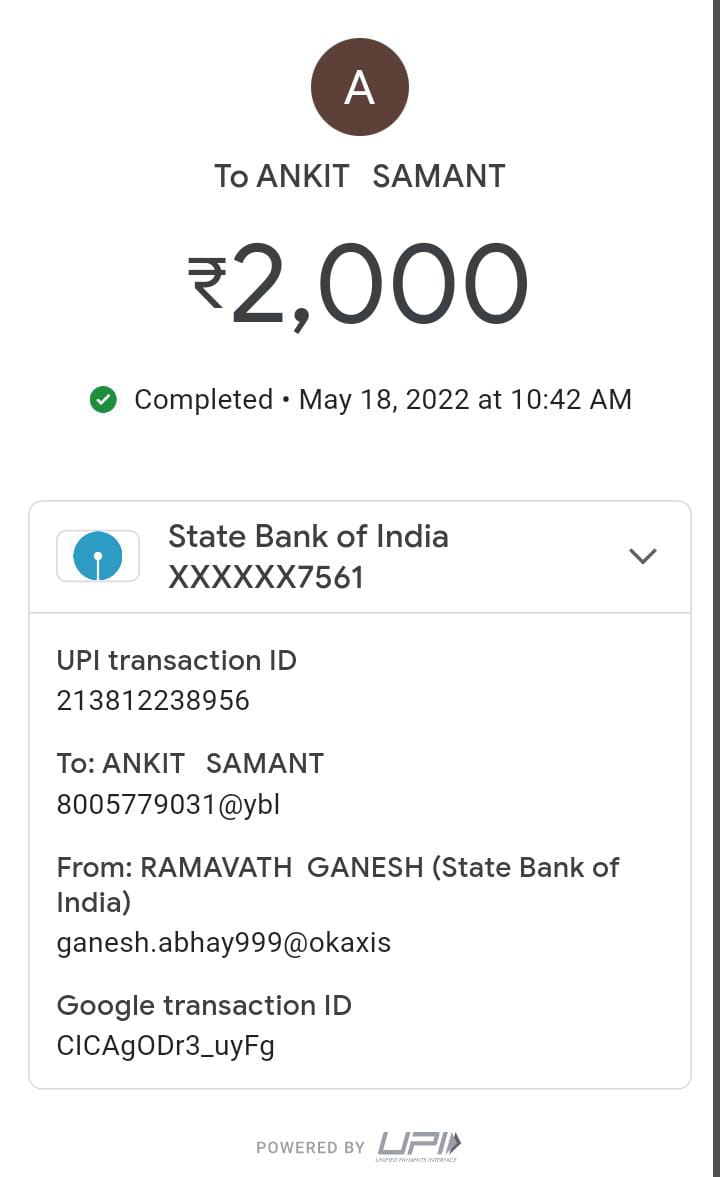 A
To ANKIT   SAMANT
₹2,000
Completed • May 18, 2022 at 10:42 AM
State Bank of India
XXXXXX7561
UPI transaction ID
213812238956
To: ANKIT   SAMANT
8005779031@ybl
From: RAMAVATH  GANESH (State Bank of
India)
ganesh.abhay999@okaxis
Google transaction ID
CICAgODr3_uyFg
POWERED BY UPI
UNIFIED PAYMENTS INTERFACE